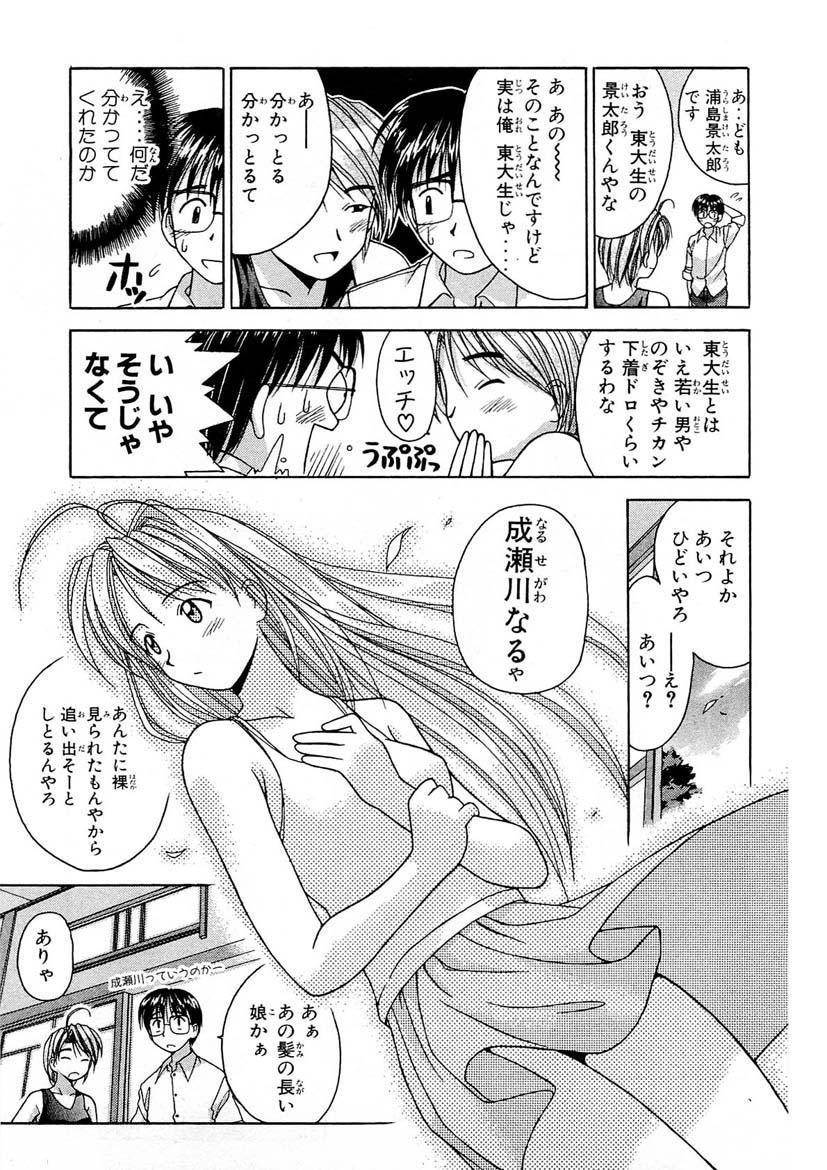 あ‥ども
浦島景太郎
です
おう 東大生の
景太郎くんやな
あ あの〜〜
そのことなんですけど
実は俺 東大生じゃ
‥‥
あー
分かっとる
分かっとるて
え‥‥何だ
分かってて
くれたのか
ホッ
東大生とは
いえ若い男や
のぞきやチカン
下着ドロくらい
するわな
エッチ♡
うぷぷっ
い いや
そうじゃ
なくて
それよか
あいつ
ひどいやろ
――え?
あいつ?
成瀬川なるゃ
あんたに裸
見られたもんやから
追い出そーと
しとるんやろ
あぁ
あの髪の長い
娘かぁ
成瀬川っていうのかー
ありゃ